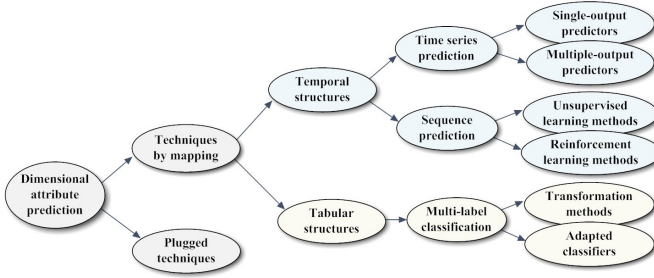 Single-output
predictors
Time series
prediction
Multiple-output
predictors
Temporal
structures
Unsupervised
learning methods
Sequence
prediction
Reinforcement
learning methods
Techniques
by mapping
Dimensional
attribute
prediction
Transformation
methods
Tabular
structures
Multi-label
classification
Adapted
classifiers
Plugged
techniques